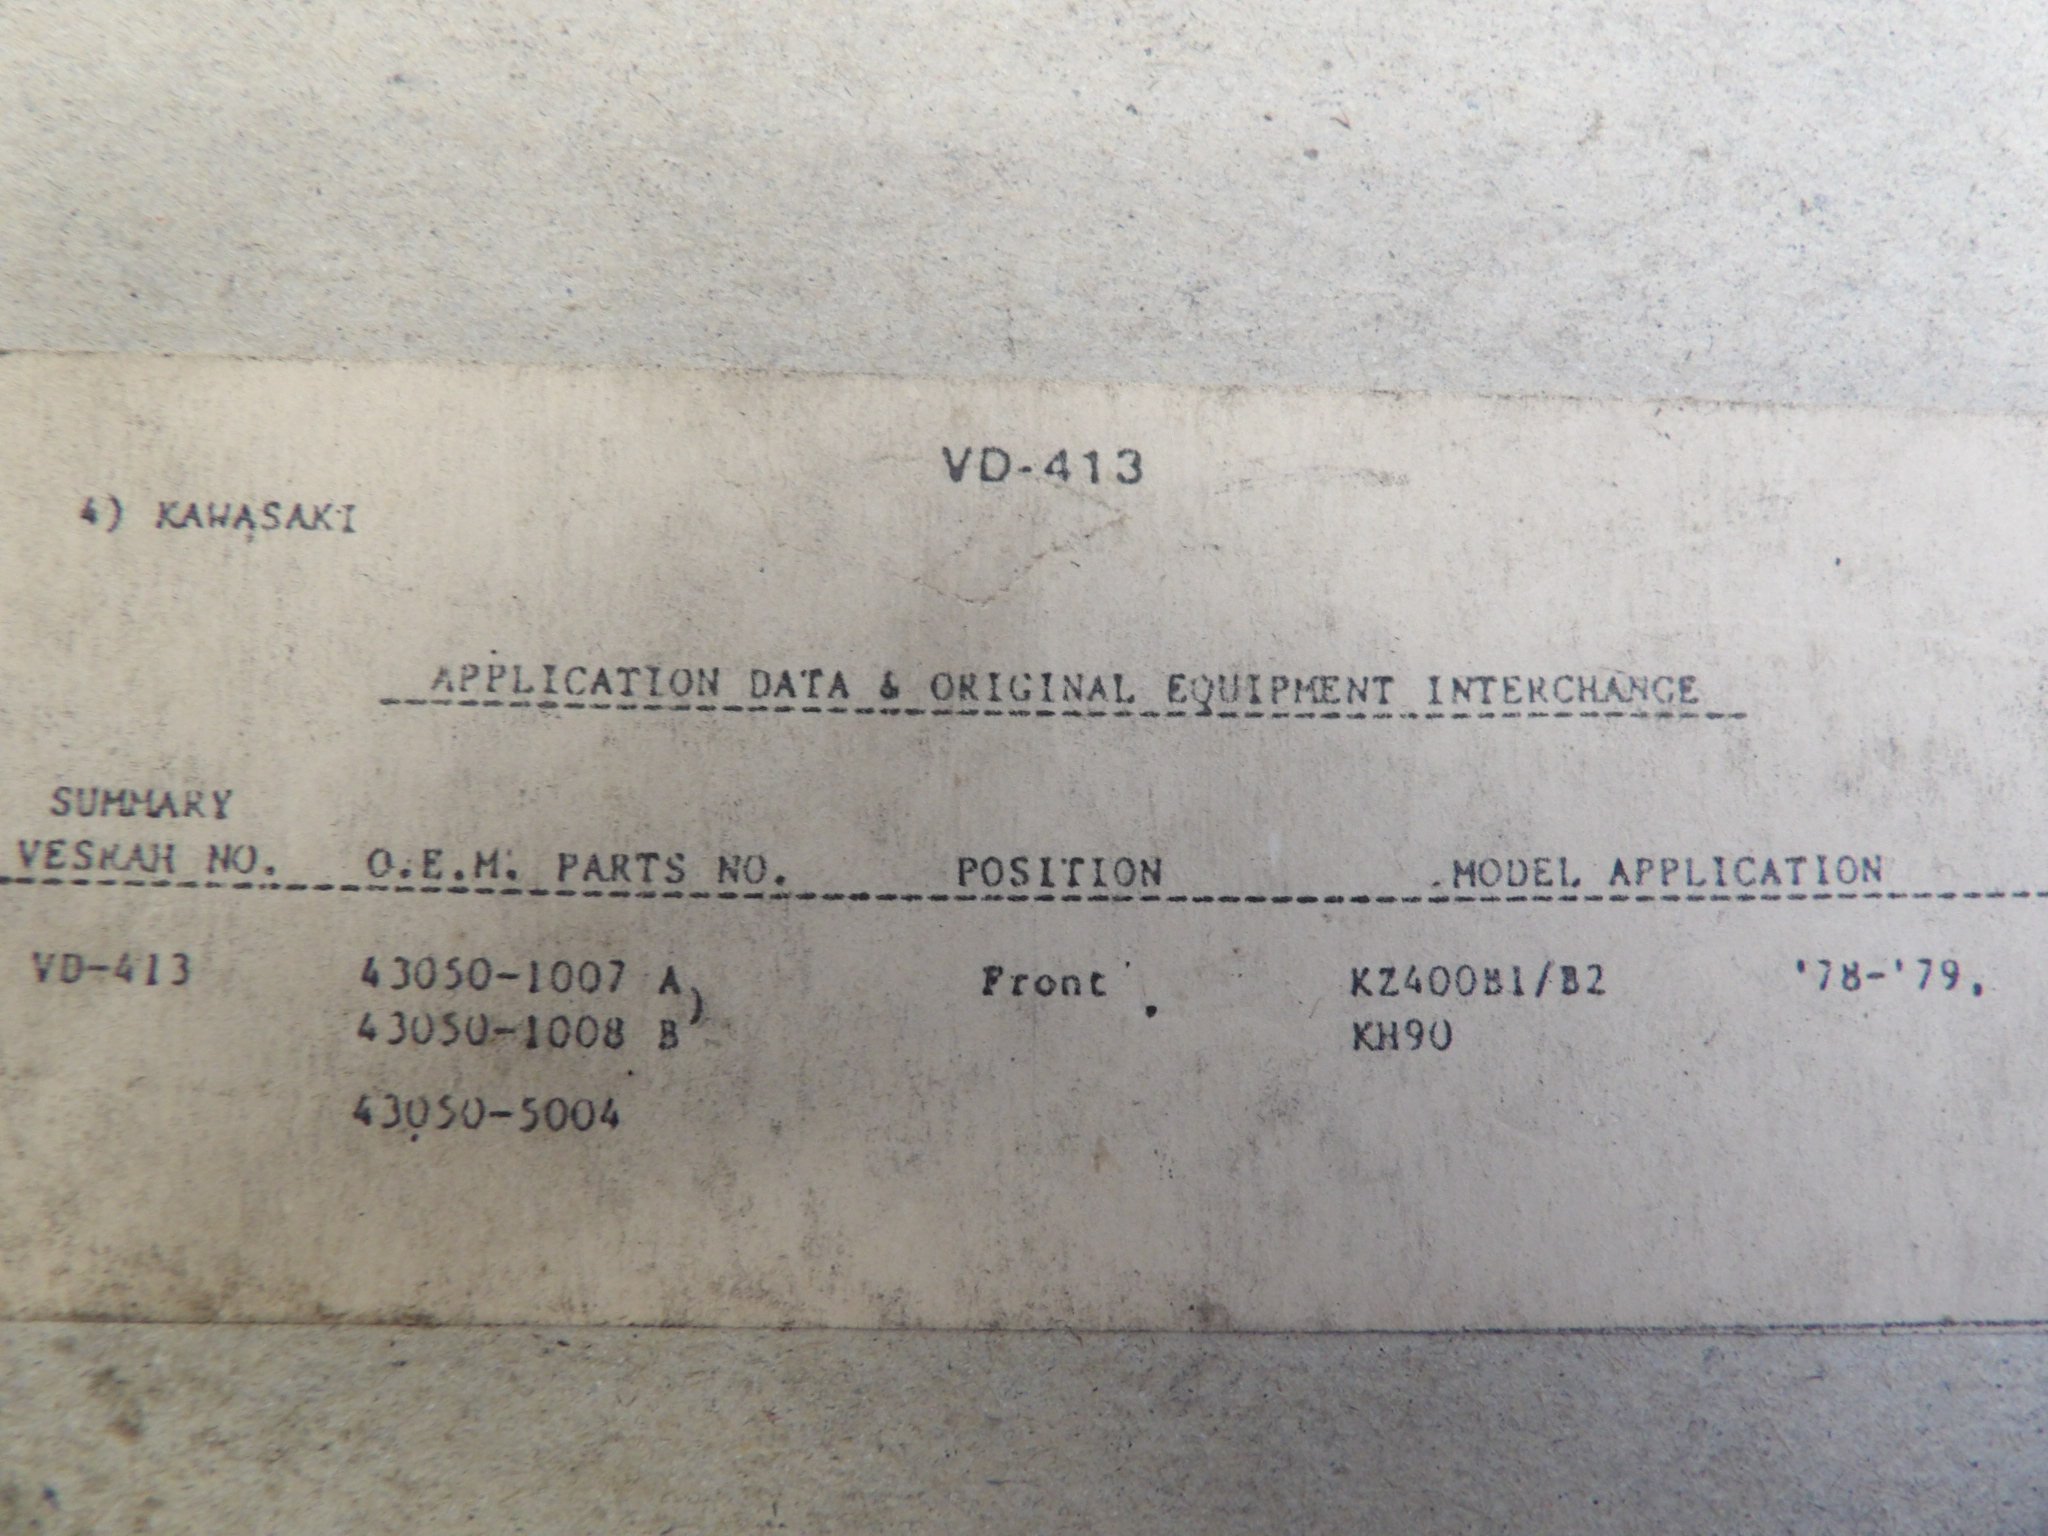 VD-413
4) KAWASAKI
APPLICATION DATA & ORIGINAL EQUIPMENT INTERCHANGE
SUMMARY
VESRAH NO. O.E.M. PARTS NO. POSITION MODEL APPLICATION
VD-413 43050-1007 A) Front KZ400B1/B2 '78-'79.
43050-1008 B KH90
43050-5004